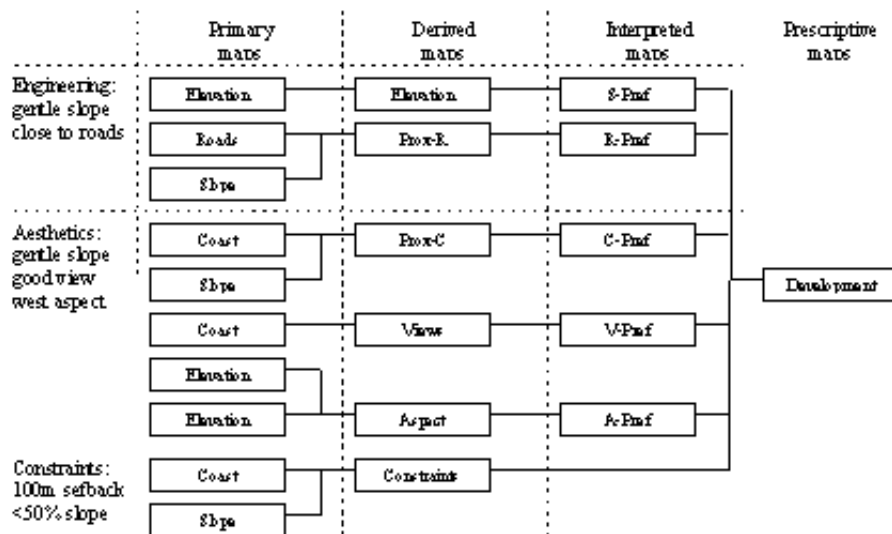 Primary maps
Derived maps
Interpreted maps
Prescriptive maps
Engineering:
gentle slope
close to roads
Elevation
Elevation
S-Pref
Roads
Prox-R
R-Pref
Slope
Aesthetics:
gentle slope
good view
west aspect
Coast
Prox-C
C-Pref
Slope
Development
Coast
Views
V-Pref
Elevation
Elevation
Aspect
A-Pref
Constraints:
100m setback
<50% slope
Coast
Constraints
Slope